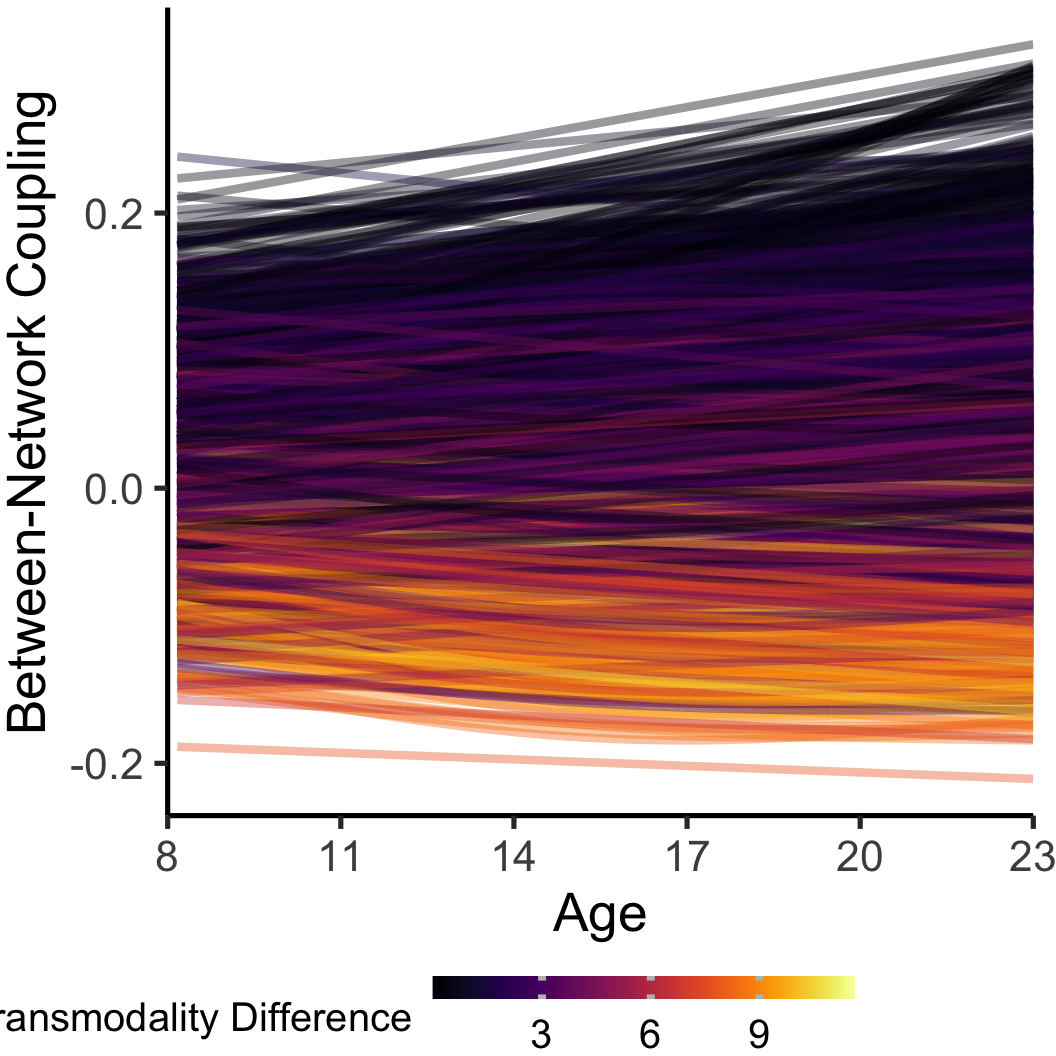 Between-Network Coupling
0.2
0.0
-0.2
8 11 14 17 20 23
Age
ransmodality Difference
3 6 9